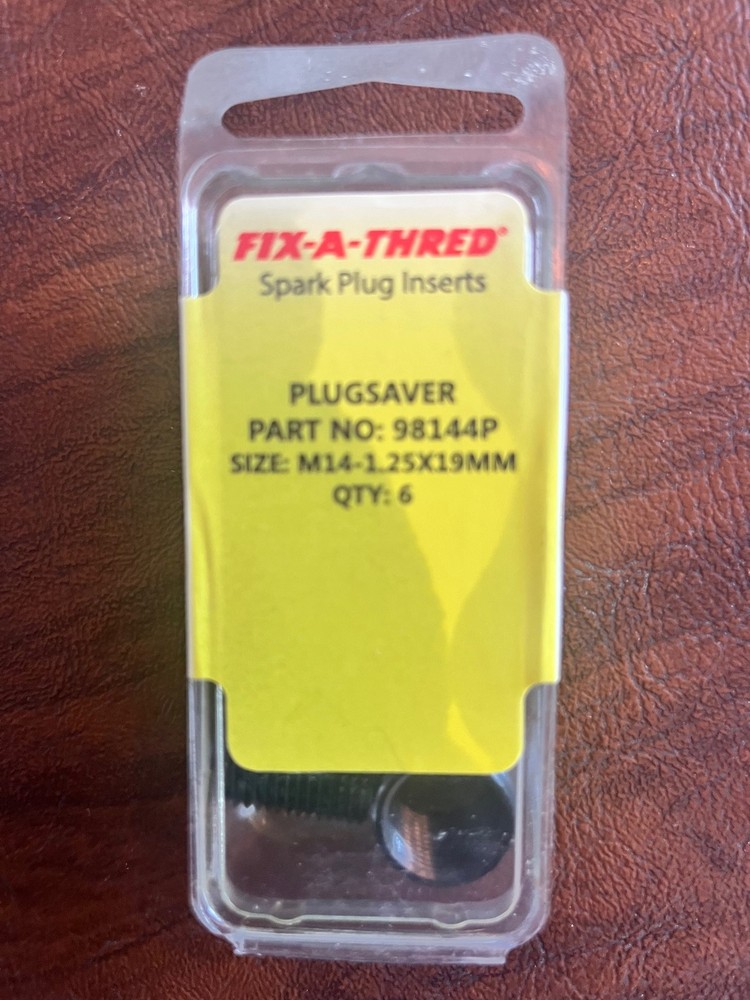 FIX-A-THRED®
Spark Plug Inserts
PLUGSAVER
PART NO: 98144P
SIZE: M14-1.25X19MM
QTY: 6